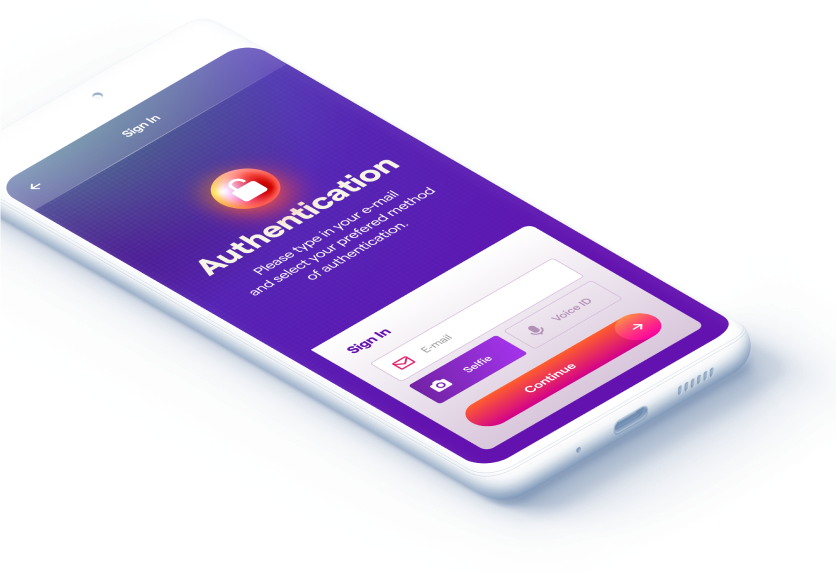 Sign In
Authentication
Please type in your e-mail
and select your prefered method
of authentication.
Sign In
E-mail
Selfie
Voice ID
Continue